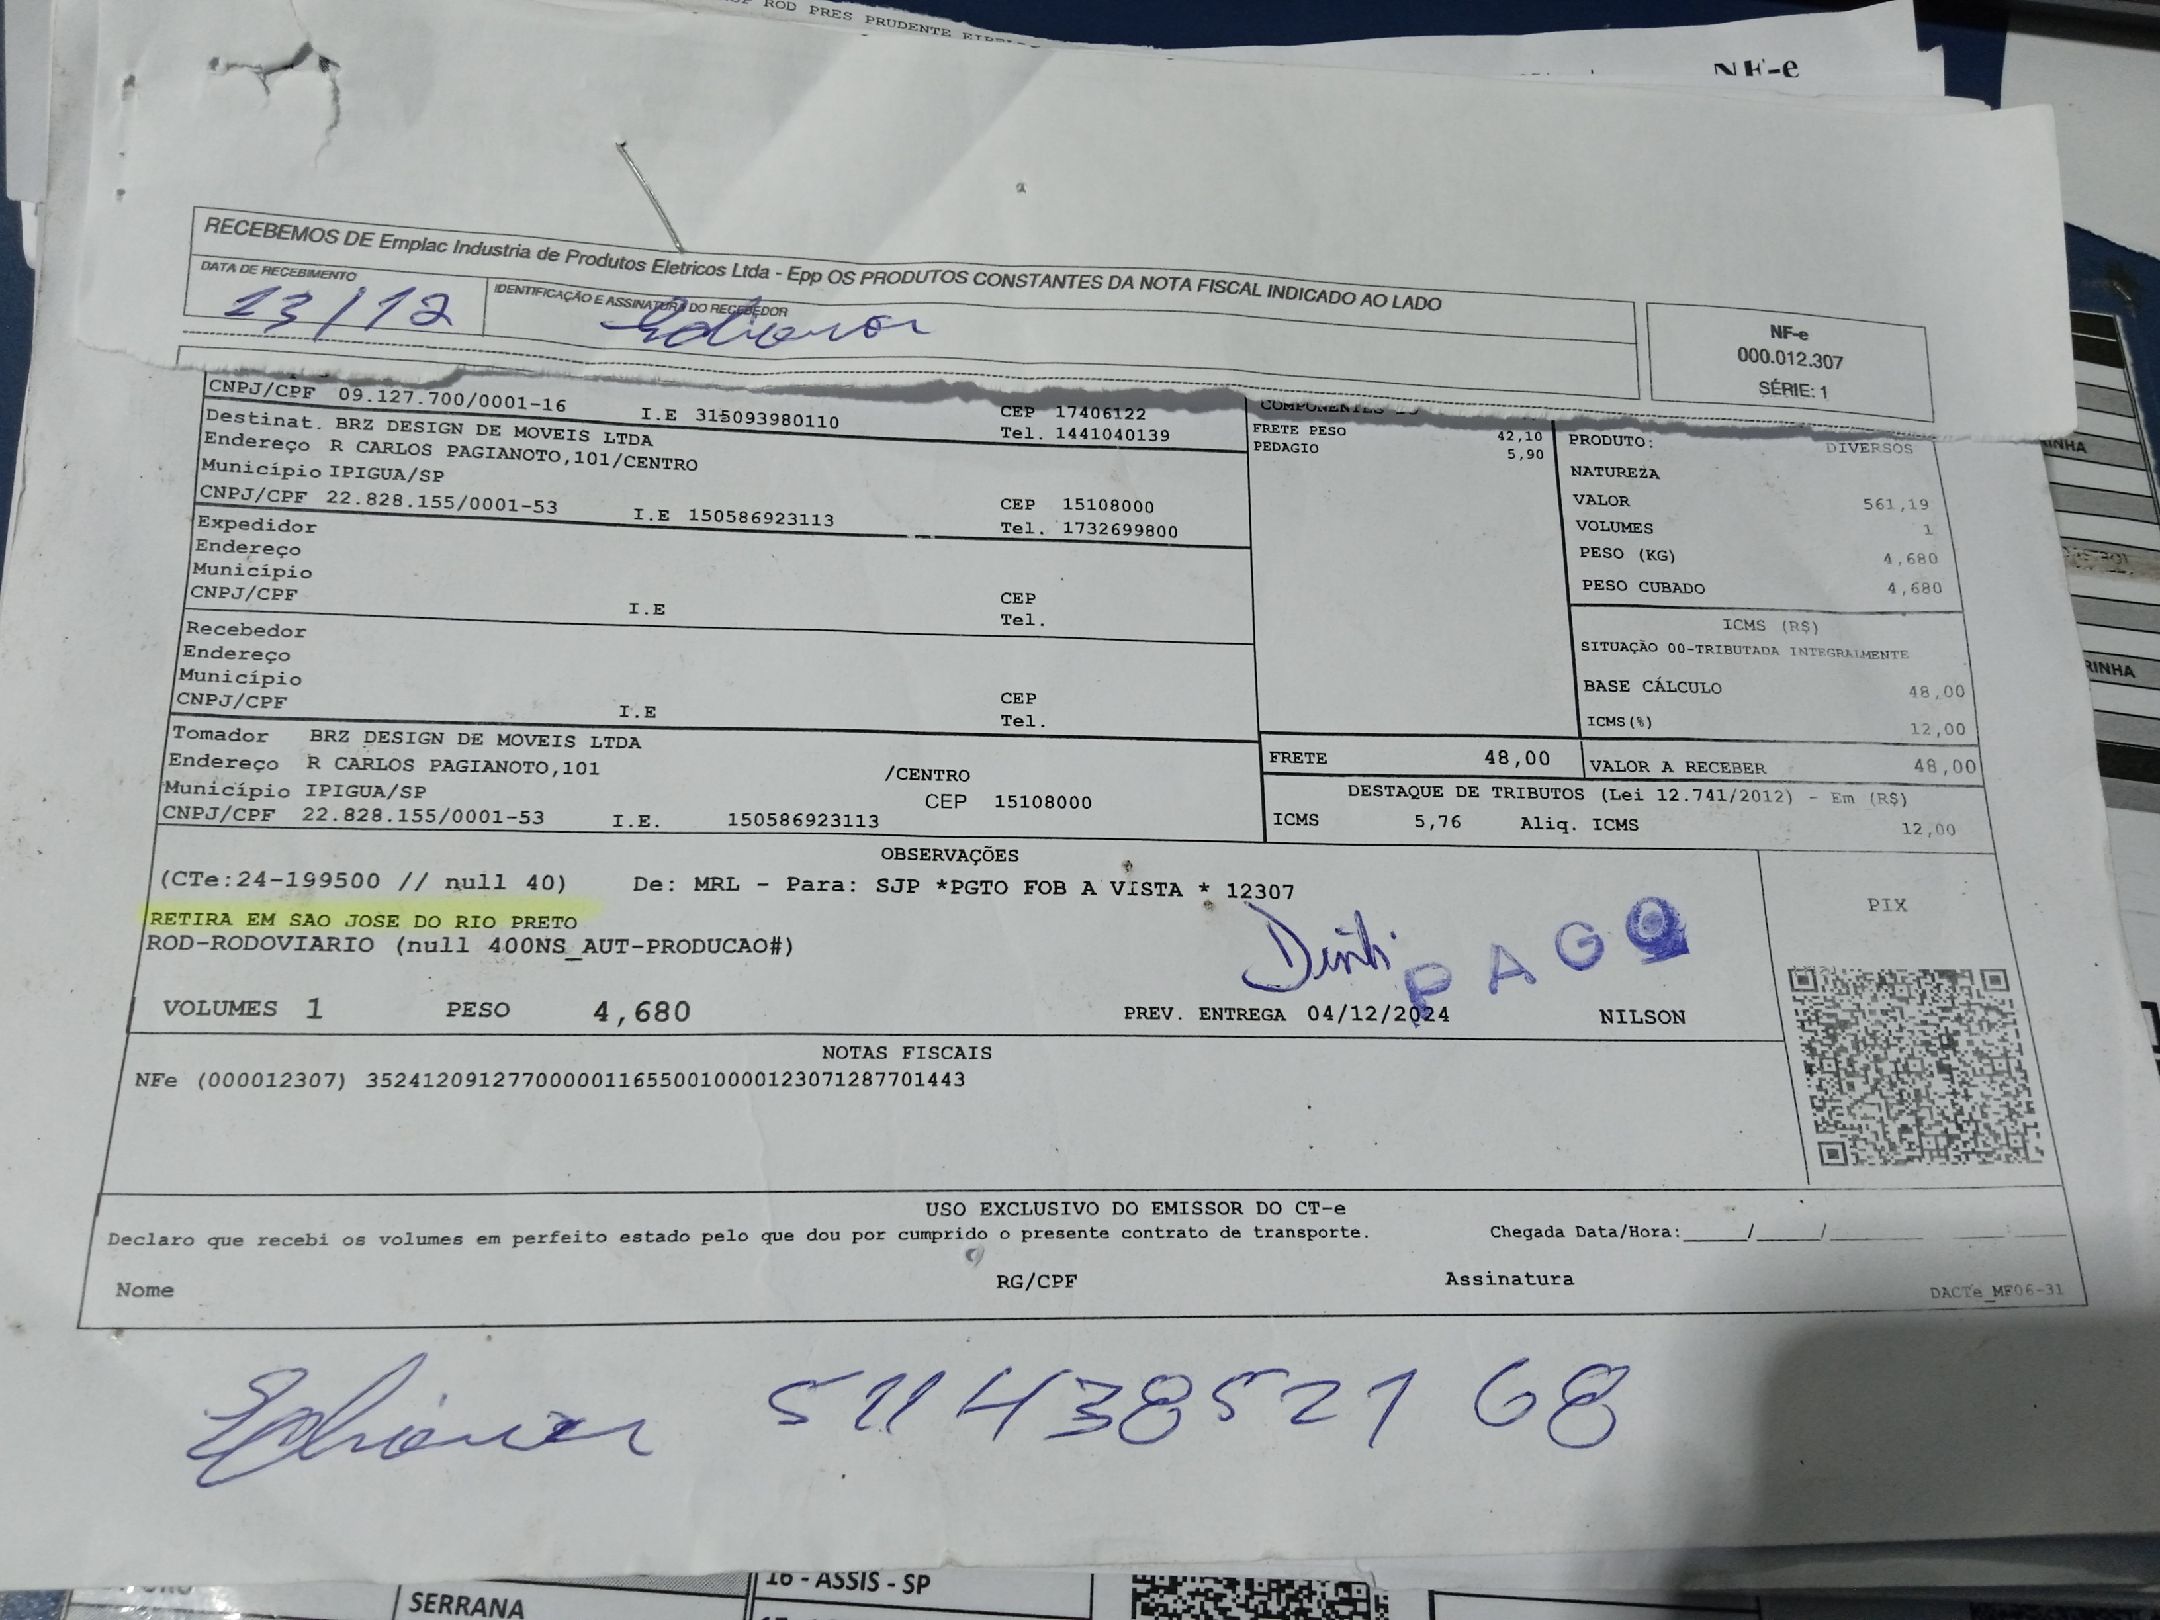 ROD PRES PRUDENTE
NF-e
RECEBEMOS DE Emplac Industria de Produtos Eletricos Ltda - Epp OS PRODUTOS CONSTANTES DA NOTA FISCAL INDICADO AO LADO
DATA DE RECEBIMENTO
IDENTIFICAÇÃO E ASSINATURA DO RECEBEDOR
NF-e
000.012.307
SÉRIE: 1
CNPJ/CPF 09.127.700/0001-16 I.E 315093980110 CEP 17406122
Tel. 1441040139
Destinat. BRZ DESIGN DE MOVEIS LTDA
Endereço R CARLOS PAGIANOTO,101/CENTRO
Município IPIGUA/SP CEP 15108000
CNPJ/CPF 22.828.155/0001-53 I.E 150586923113 Tel. 1732699800
Expedidor
Endereço
Município CEP
CNPJ/CPF I.E Tel.
Recebedor
Endereço
Município CEP
CNPJ/CPF I.E Tel.
Tomador BRZ DESIGN DE MOVEIS LTDA
Endereço R CARLOS PAGIANOTO,101 /CENTRO
Município IPIGUA/SP CEP 15108000
CNPJ/CPF 22.828.155/0001-53 I.E. 150586923113
COMPONENTES
FRETE PESO 42,10
PEDAGIO 5,90
PRODUTO: DIVERSOS
NATUREZA
VALOR 561,19
VOLUMES 1
PESO (KG) 4,680
PESO CUBADO 4,680
ICMS (R$)
SITUAÇÃO 00-TRIBUTADA INTEGRALMENTE
BASE CÁLCULO 48,00
ICMS(%) 12,00
FRETE 48,00 VALOR A RECEBER 48,00
DESTAQUE DE TRIBUTOS (Lei 12.741/2012) - Em (R$)
ICMS 5,76 Aliq. ICMS 12,00
OBSERVAÇÕES
(CTe:24-199500 // null 40) De: MRL - Para: SJP *PGTO FOB A VISTA * 12307
RETIRA EM SAO JOSE DO RIO PRETO
ROD-RODOVIARIO (null 400NS_AUT-PRODUCAO#)
PAGO
PIX
VOLUMES 1 PESO 4,680 PREV. ENTREGA 04/12/2024 NILSON
NOTAS FISCAIS
NFe (000012307) 35241209127700000116550010000123071287701443
USO EXCLUSIVO DO EMISSOR DO CT-e
Declaro que recebi os volumes em perfeito estado pelo que dou por cumprido o presente contrato de transporte. Chegada Data/Hora:____/____/____ ____:____
Nome RG/CPF Assinatura DACTe_MF06-31
SERRANA
16 - ASSIS - SP